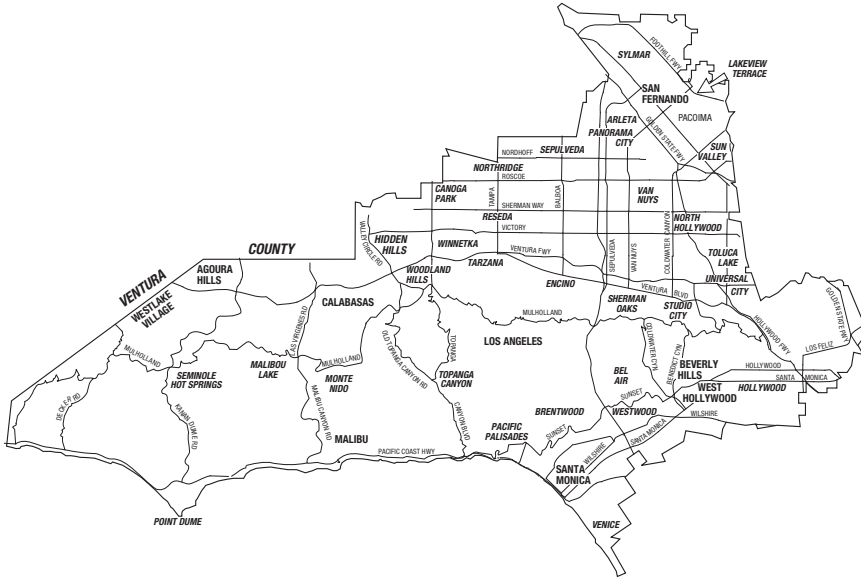 SYLMAR
FOOTHILL FWY
LAKEVIEW
TERRACE
SAN
FERNANDO
PACOIMA
ARLETA
PANORAMA
CITY
GOLDEN STATE FWY
SUN
VALLEY
NORDHOFF
SEPULVEDA
NORTHRIDGE
ROSCOE
CANOGA
PARK
TAMPA
BALBOA
VAN
NUYS
SHERMAN WAY
RESEDA
VICTORY
NORTH
HOLLYWOOD
VALLEY CIRCLE RD
HIDDEN
HILLS
WINNETKA
TARZANA
VENTURA FWY
SEPULVEDA
VAN NUYS
COLDWATER CANYON
TOLUCA
LAKE
VENTURA
COUNTY
AGOURA
HILLS
WESTLAKE
VILLAGE
WOODLAND
HILLS
ENCINO
UNIVERSAL
CITY
CALABASAS
LAS VIRGENES RD
MULHOLLAND
SHERMAN
OAKS
VENTURA BLVD
STUDIO
CITY
HOLLYWOOD FWY
GOLDEN STATE FWY
LOS FELIZ
LOS ANGELES
MULHOLLAND
SEMINOLE
HOT SPRINGS
MALIBOU
LAKE
MULHOLLAND
MONTE
NIDO
OLD TOPANGA CANYON RD
TOPANGA
TOPANGA
CANYON
CANYON BLVD
BEL
AIR
COLDWATER CYN
BENEDICT CYN
BEVERLY
HILLS
HOLLYWOOD
SANTA MONICA
WEST
HOLLYWOOD
HOLLYWOOD
DECKER RD
KANAN DUME RD
MALIBU CANYON RD
MALIBU
BRENTWOOD
SUNSET
WESTWOOD
SUNSET
WILSHIRE
PACIFIC
PALISADES
WILSHIRE
SANTA MONICA
PACIFIC COAST HWY
SANTA
MONICA
POINT DUME
VENICE